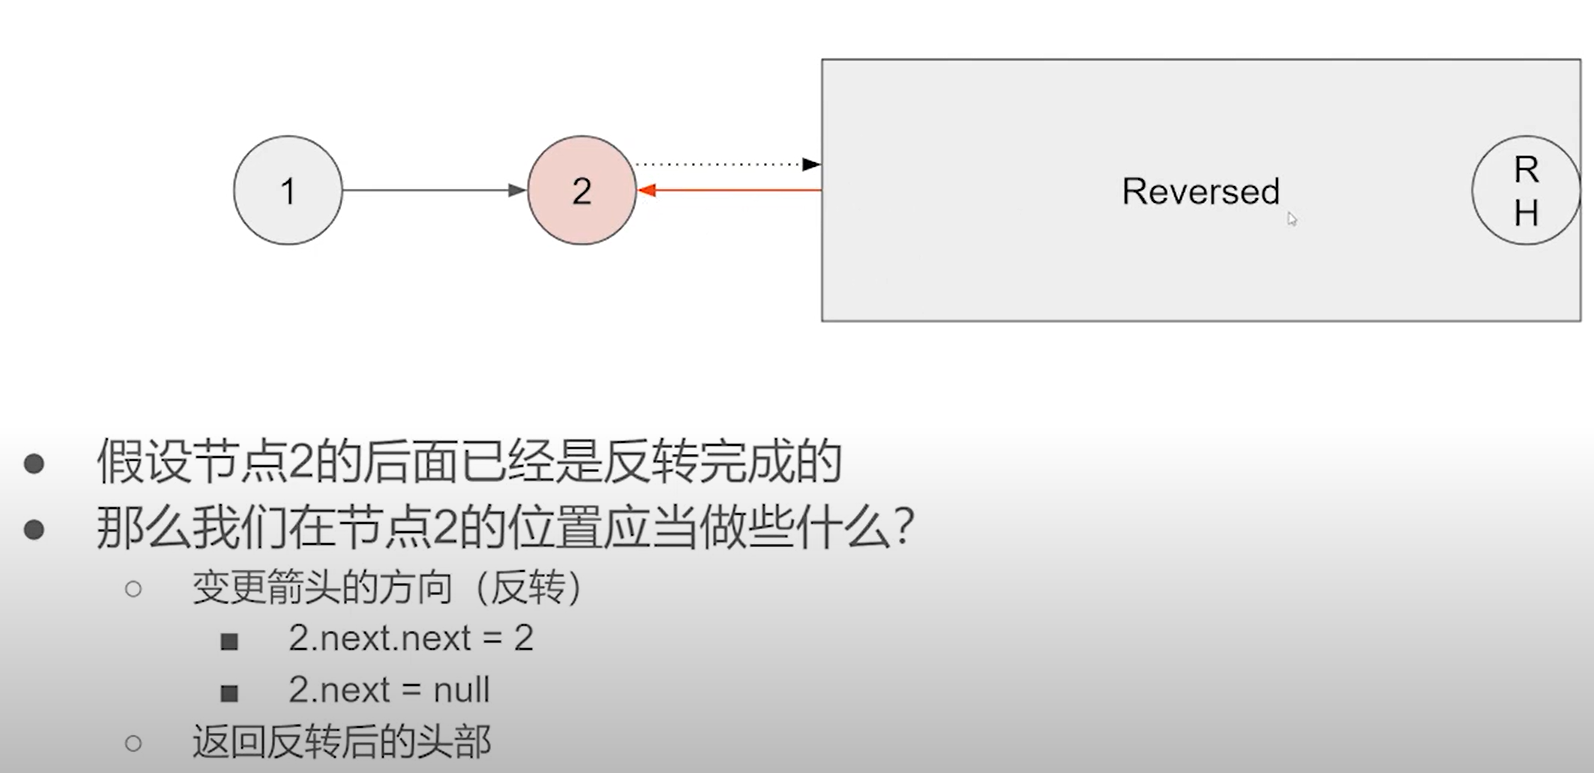 1
2
Reversed
R
H
假设节点2的后面已经是反转完成的
那么我们在节点2的位置应当做些什么?
变更箭头的方向（反转）
2.next.next = 2
2.next = null
返回反转后的头部